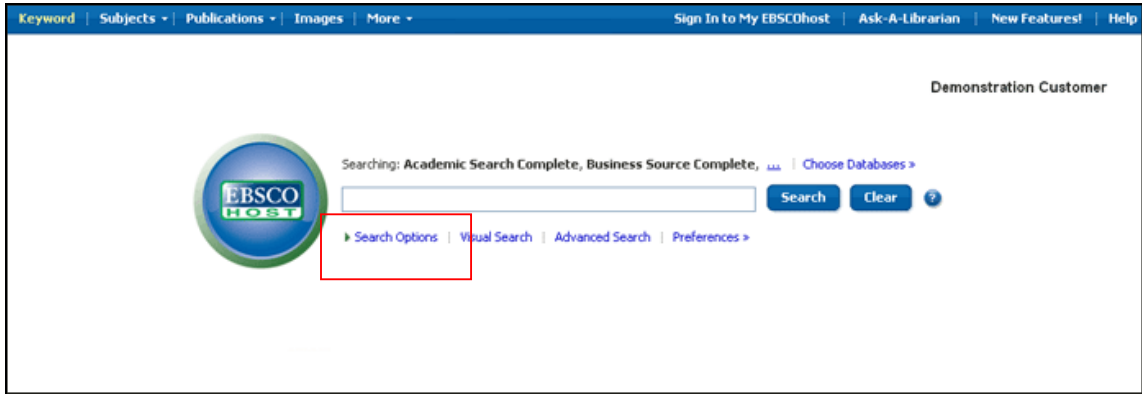 Keyword | Subjects | Publications | Images | More Sign In to My EBSCOhost | Ask-A-Librarian | New Features! | Help
Demonstration Customer
Searching: Academic Search Complete, Business Source Complete, ... | Choose Databases »
EBSCO
HOST
Search Clear ?
Search Options | Visual Search | Advanced Search | Preferences »